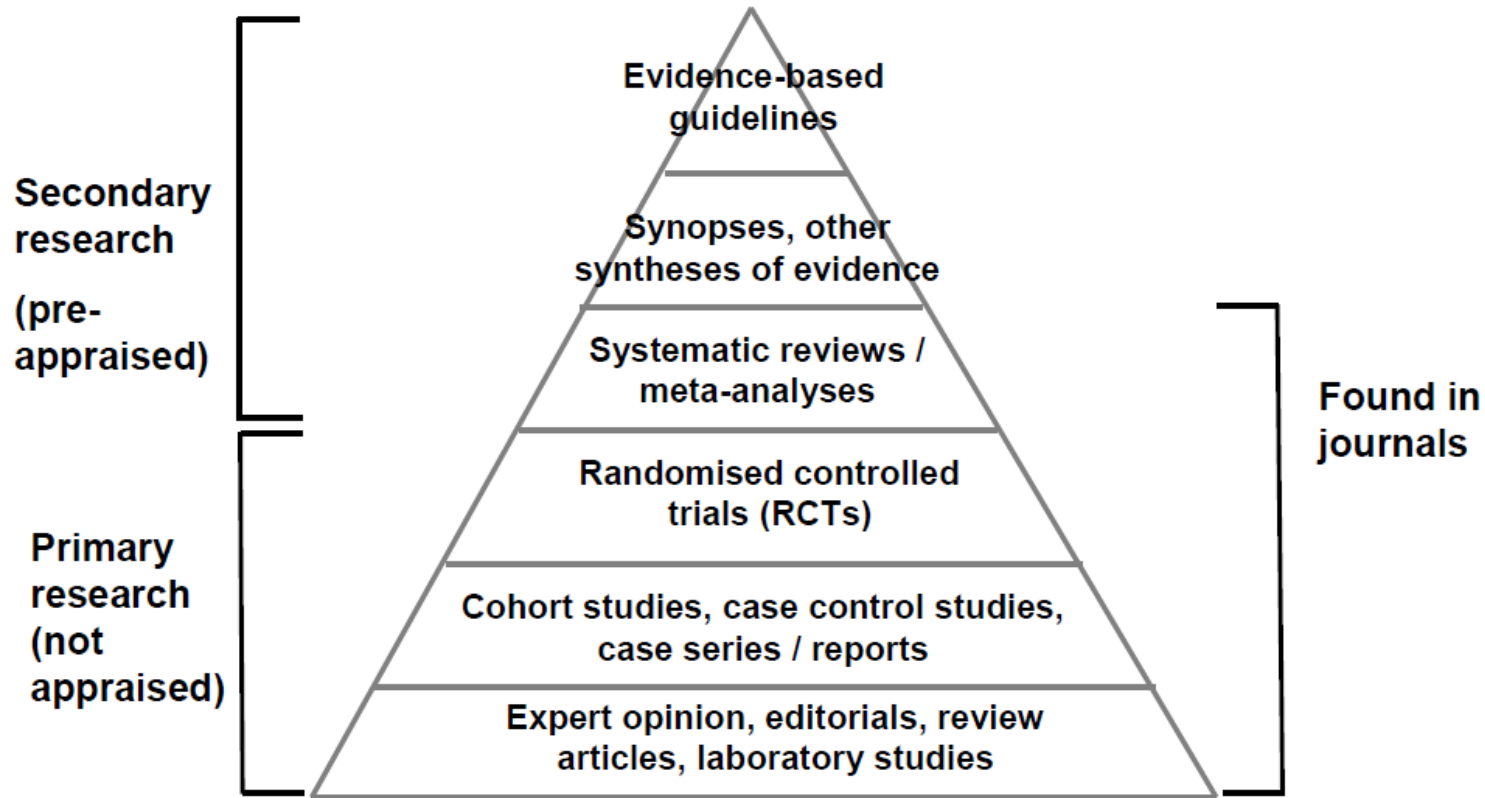 Evidence-based
guidelines
Secondary
research
(pre-
appraised)
Synopses, other
syntheses of evidence
Systematic reviews /
meta-analyses
Found in
journals
Randomised controlled
trials (RCTs)
Primary
research
(not
appraised)
Cohort studies, case control studies,
case series / reports
Expert opinion, editorials, review
articles, laboratory studies